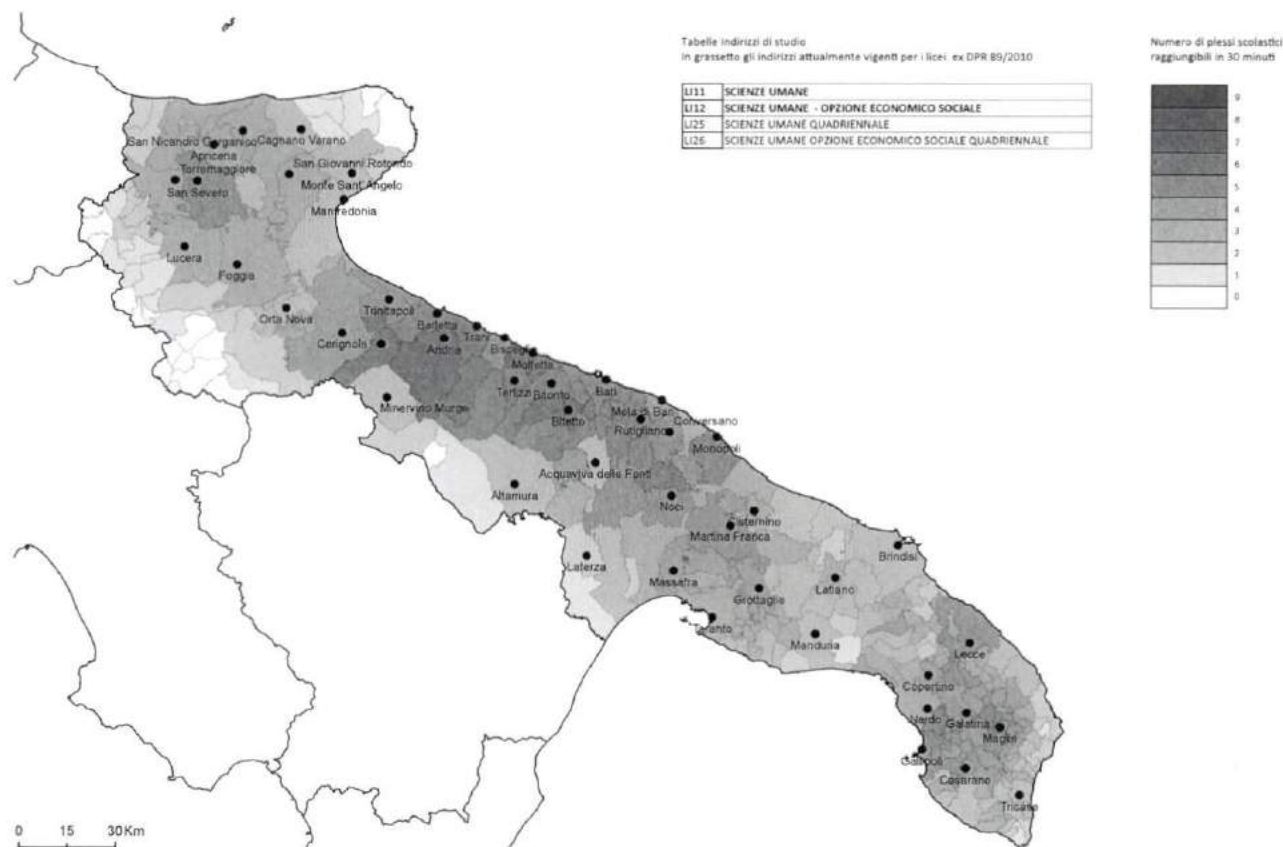 Tabelle indirizzi di studio
in grassetto gli indirizzi attualmente vigenti per i licei ex DPR 89/2010
LI11 SCIENZE UMANE
LI12 SCIENZE UMANE - OPZIONE ECONOMICO SOCIALE
LI25 SCIENZE UMANE QUADRIENNALE
LI26 SCIENZE UMANE OPZIONE ECONOMICO SOCIALE QUADRIENNALE
Numero di plessi scolastici
raggiungibili in 30 minuti
9
8
7
6
5
4
3
2
1
0
San Nicandro Garganico
Cagnano Varano
Apricena
Torremaggiore
San Giovanni Rotondo
San Severo
Monte Sant'Angelo
Manfredonia
Lucera
Foggia
Orta Nova
Trinitapoli
Barletta
Cerignola
Andria
Trani
Bisceglie
Molfetta
Minervino Murge
Terlizzi
Bitonto
Bari
Bitetto
Mola di Bari
Rutigliano
Conversano
Monopoli
Acquaviva delle Fonti
Altamura
Noci
Cisternino
Martina Franca
Brindisi
Laterza
Massafra
Grottaglie
Latiano
Taranto
Manduria
Lecce
Copertino
Nardo
Galatina
Maglie
Gallipoli
Casarano
Tricase
0 15 30 Km